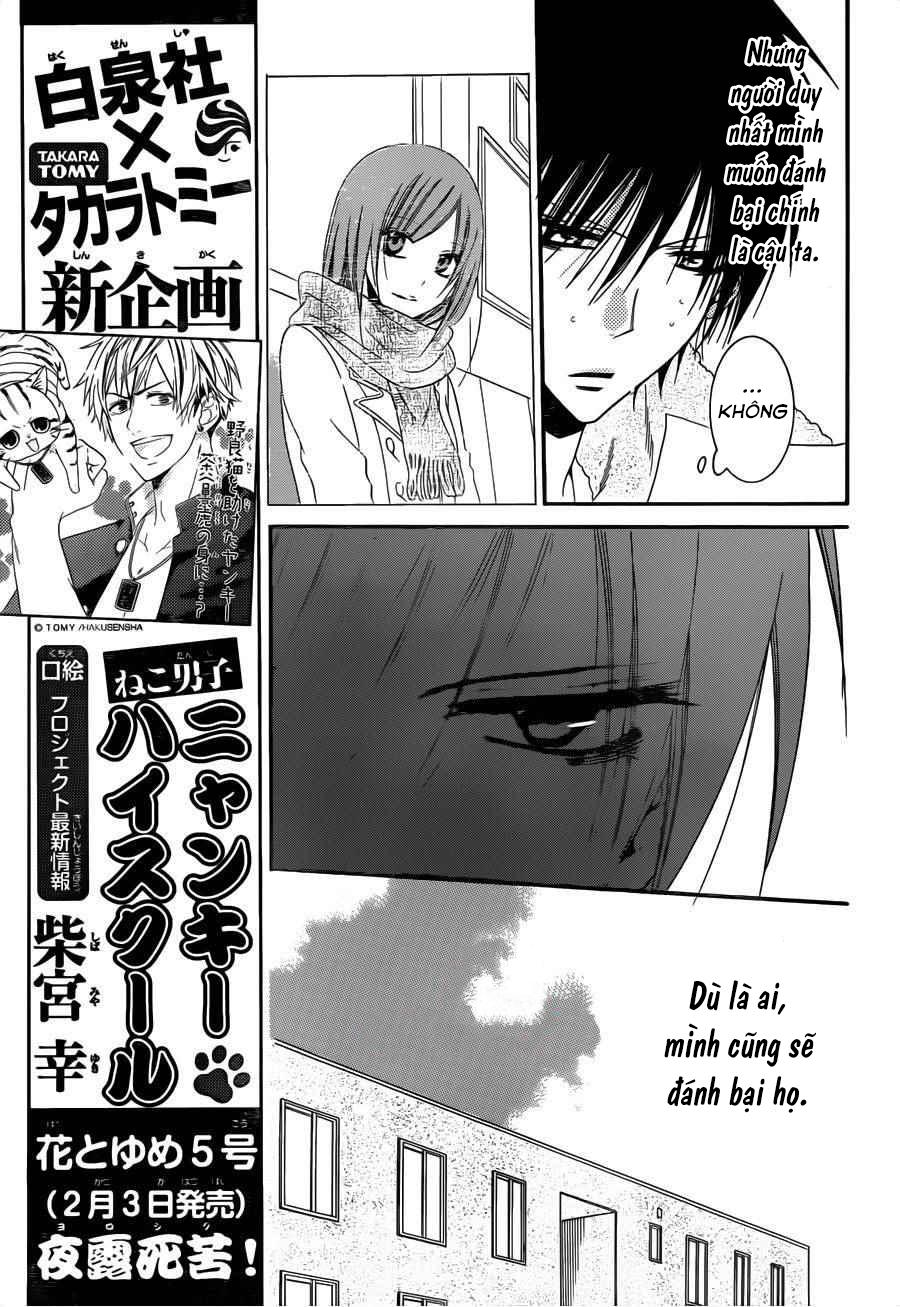 Nhưng
người duy
nhất mình
muốn đánh
bại chính
là cậu ta.
...
KHÔNG
Dù là ai,
mình cũng sẽ
đánh bại họ.
白泉社
×
TAKARA
TOMY
タカラトミー
新企画
野良猫を助けたヤンキー
© TOMY/HAKUSENSHA
ねこ男子
ニャンキー
ハイスクール
口絵
プロジェクト最新情報
柴宮 幸
花とゆめ5号
(2月3日発売)
夜露死苦!